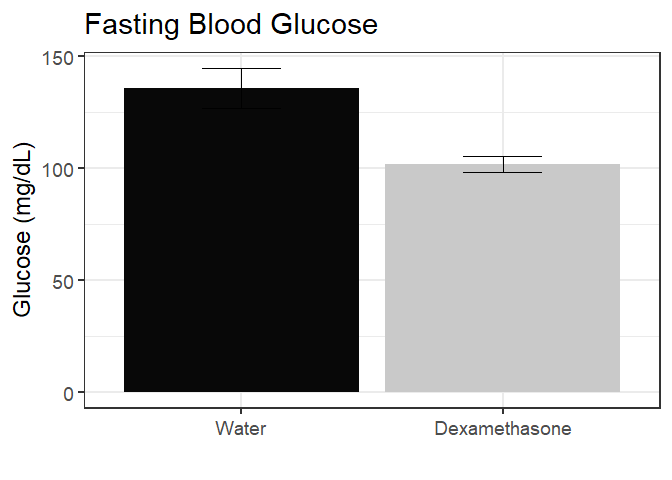 Fasting Blood Glucose
Glucose (mg/dL)
150
100
50
0
Water
Dexamethasone